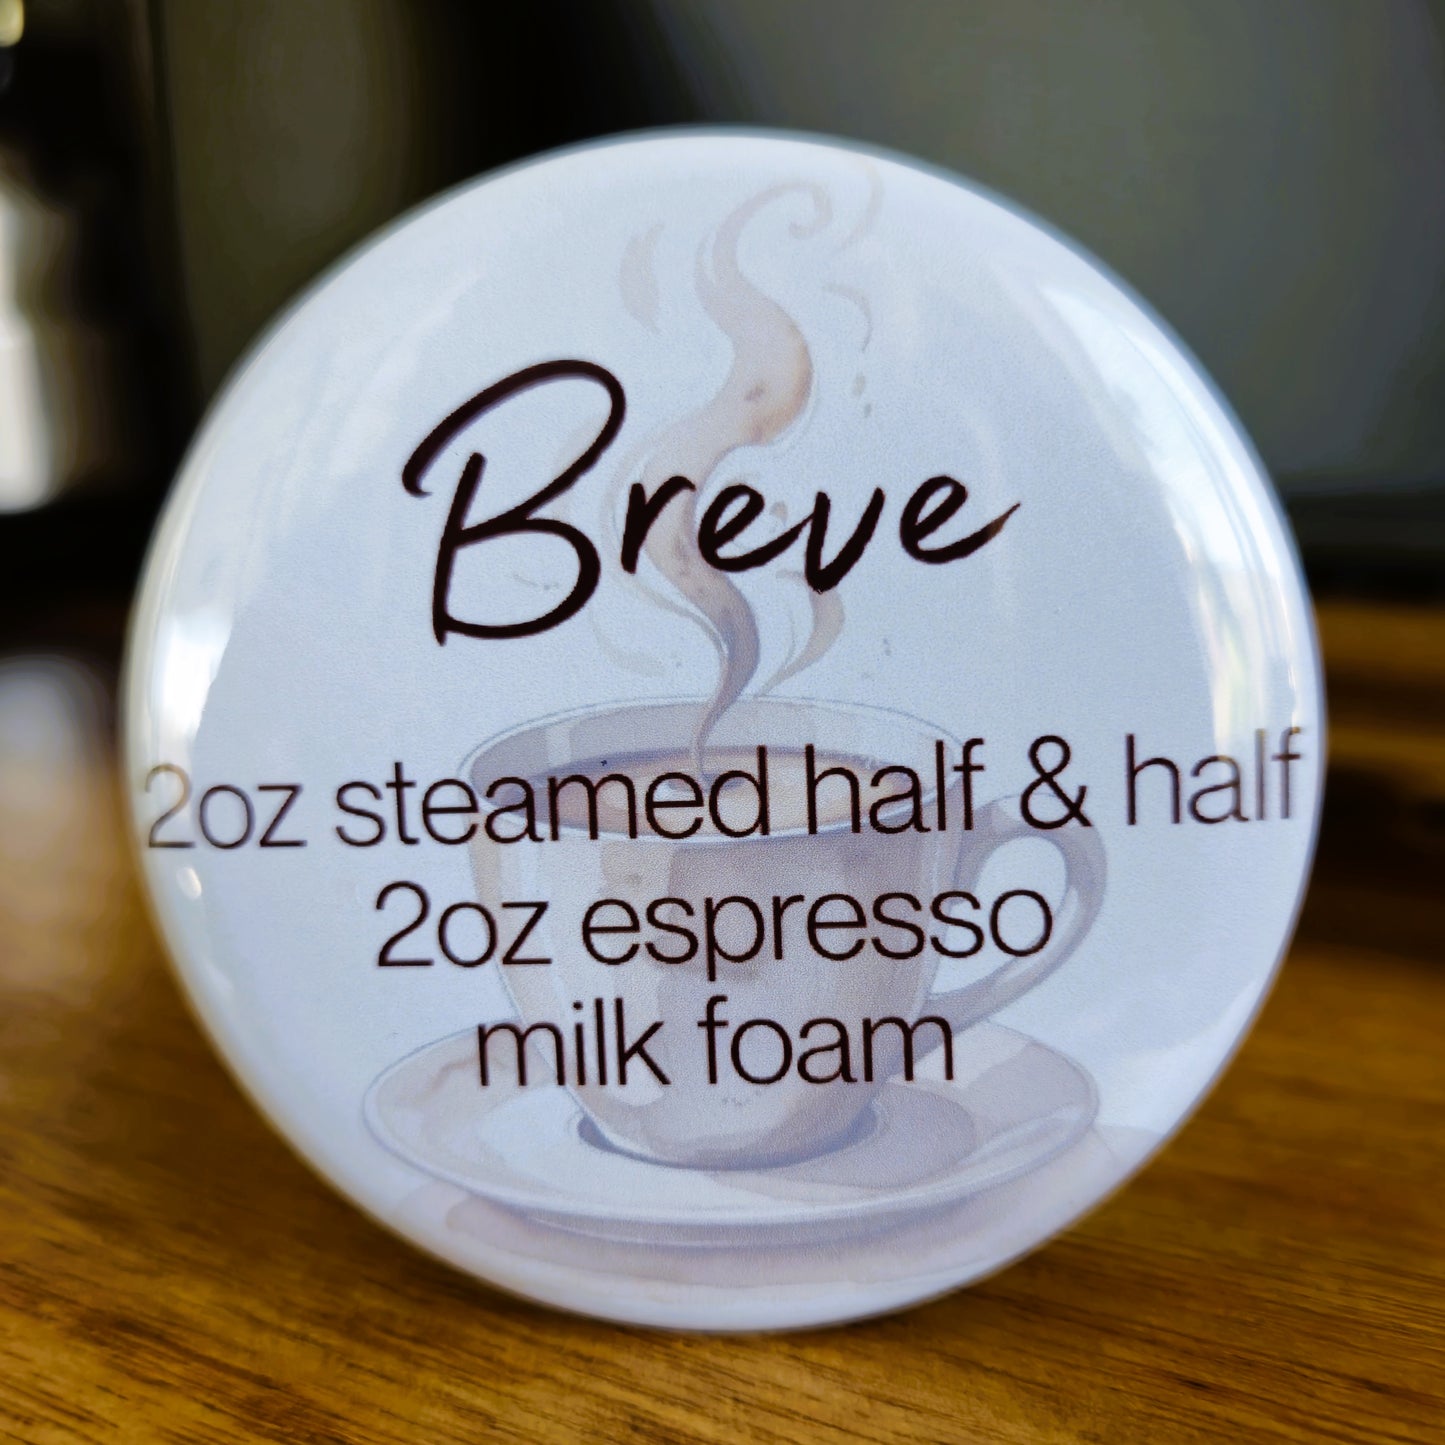 Breve
2oz steamed half & half
2oz espresso
milk foam